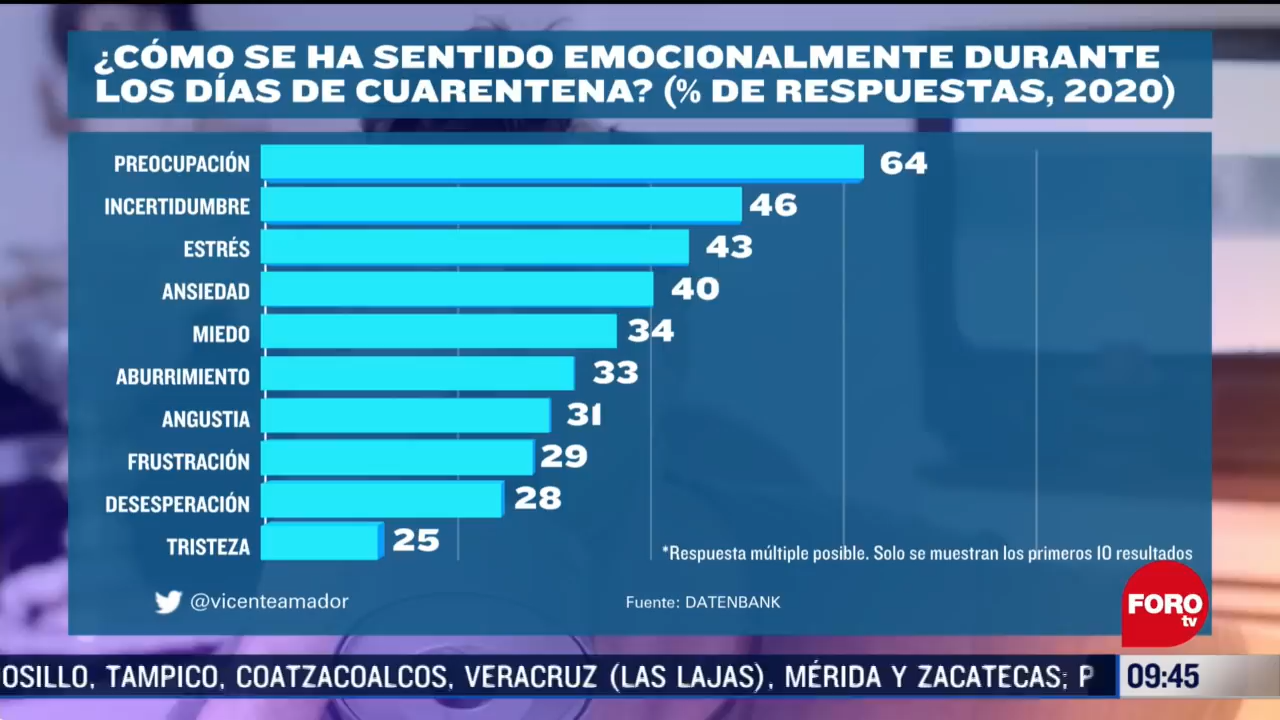 ¿CÓMO SE HA SENTIDO EMOCIONALMENTE DURANTE
LOS DÍAS DE CUARENTENA? (% DE RESPUESTAS, 2020)
PREOCUPACIÓN 64
INCERTIDUMBRE 46
ESTRÉS 43
ANSIEDAD 40
MIEDO 34
ABURRIMIENTO 33
ANGUSTIA 31
FRUSTRACIÓN 29
DESESPERACIÓN 28
TRISTEZA 25
*Respuesta múltiple posible. Solo se muestran los primeros 10 resultados
@vicenteamador
Fuente: DATENBANK
FORO
tv
OSILLO, TAMPICO, COATZACOALCOS, VERACRUZ (LAS LAJAS), MÉRIDA Y ZACATECAS; P
09:45